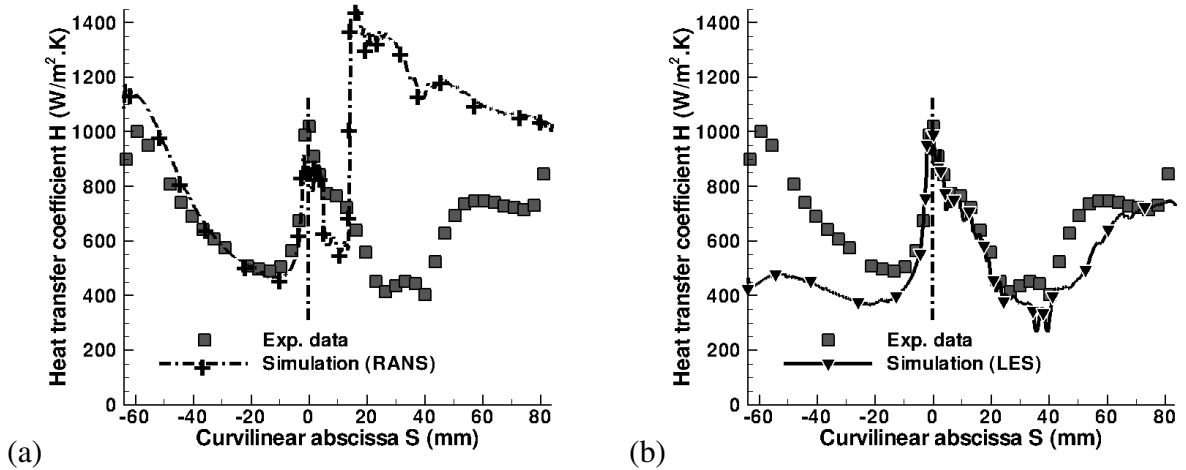 Heat transfer coefficient H (W/m².K)
1400
1200
1000
800
600
400
200
0
Exp. data
Simulation (RANS)
-60 -40 -20 0 20 40 60 80
Curvilinear abscissa S (mm)
(a)
Heat transfer coefficient H (W/m².K)
1400
1200
1000
800
600
400
200
0
Exp. data
Simulation (LES)
-60 -40 -20 0 20 40 60 80
Curvilinear abscissa S (mm)
(b)